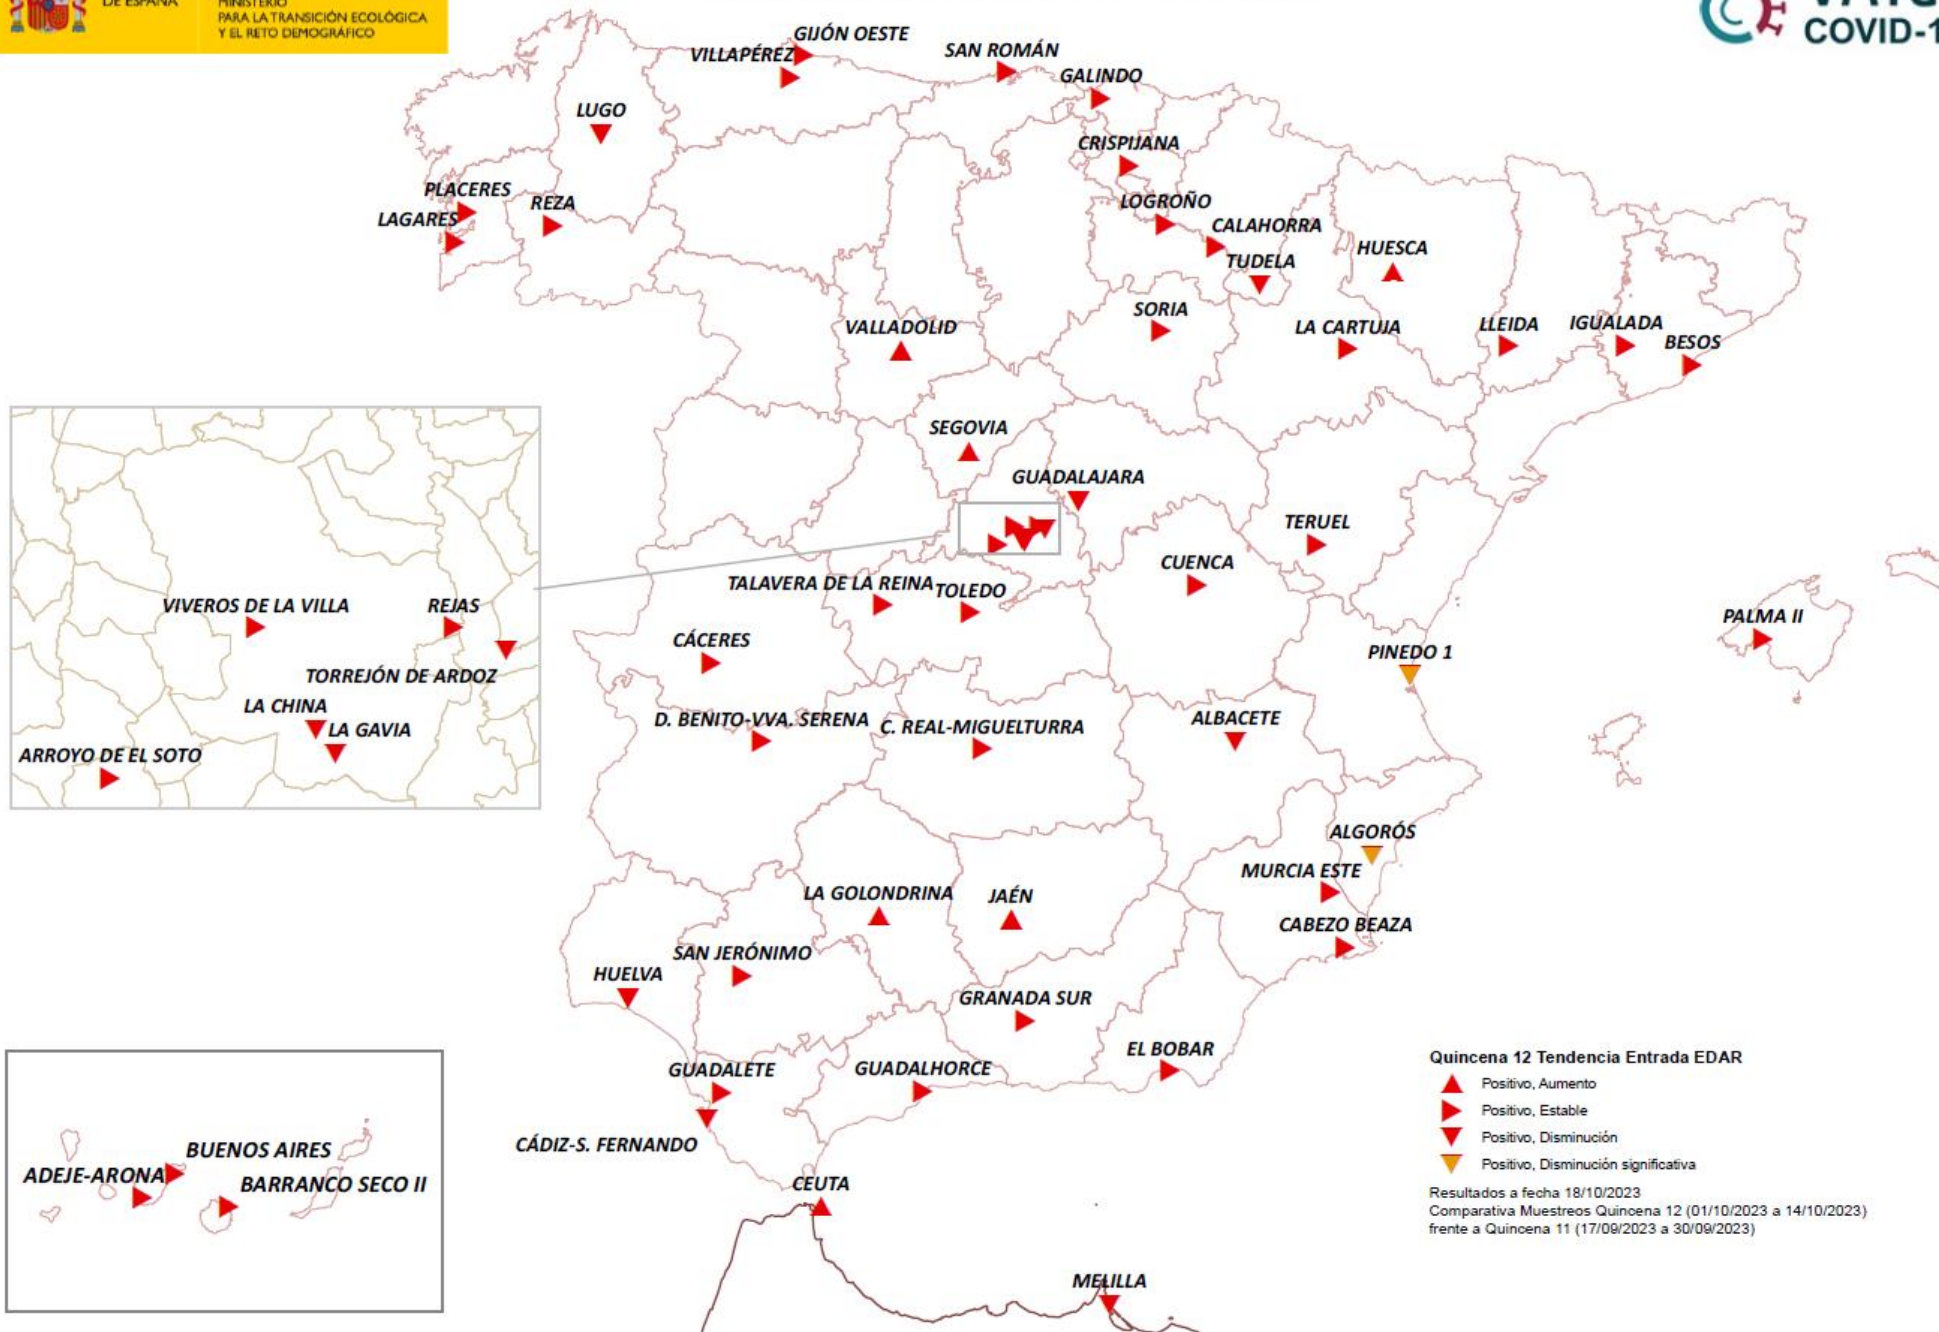 DE ESPAÑA
MINISTERIO
PARA LA TRANSICIÓN ECOLÓGICA
Y EL RETO DEMOGRÁFICO
COVID-1
GIJÓN OESTE
VILLAPÉREZ
SAN ROMÁN
GALINDO
LUGO
CRISPIJANA
PLACERES
REZA
LOGROÑO
LAGARES
CALAHORRA
HUESCA
TUDELA
SORIA
VALLADOLID
LA CARTUJA
LLEIDA
IGUALADA
BESOS
SEGOVIA
GUADALAJARA
TERUEL
CUENCA
TALAVERA DE LA REINA
TOLEDO
VIVEROS DE LA VILLA
REJAS
PALMA II
CÁCERES
PINEDO 1
TORREJÓN DE ARDOZ
LA CHINA
LA GAVIA
D. BENITO-VVA. SERENA
C. REAL-MIGUELTURRA
ALBACETE
ARROYO DE EL SOTO
ALGORÓS
MURCIA ESTE
LA GOLONDRINA
JAÉN
CABEZO BEAZA
SAN JERÓNIMO
HUELVA
GRANADA SUR
EL BOBAR
GUADALETE
GUADALHORCE
CÁDIZ-S. FERNANDO
BUENOS AIRES
ADEJE-ARONA
BARRANCO SECO II
CEUTA
MELILLA
Quincena 12 Tendencia Entrada EDAR
Positivo, Aumento
Positivo, Estable
Positivo, Disminución
Positivo, Disminución significativa
Resultados a fecha 18/10/2023
Comparativa Muestreos Quincena 12 (01/10/2023 a 14/10/2023)
frente a Quincena 11 (17/09/2023 a 30/09/2023)